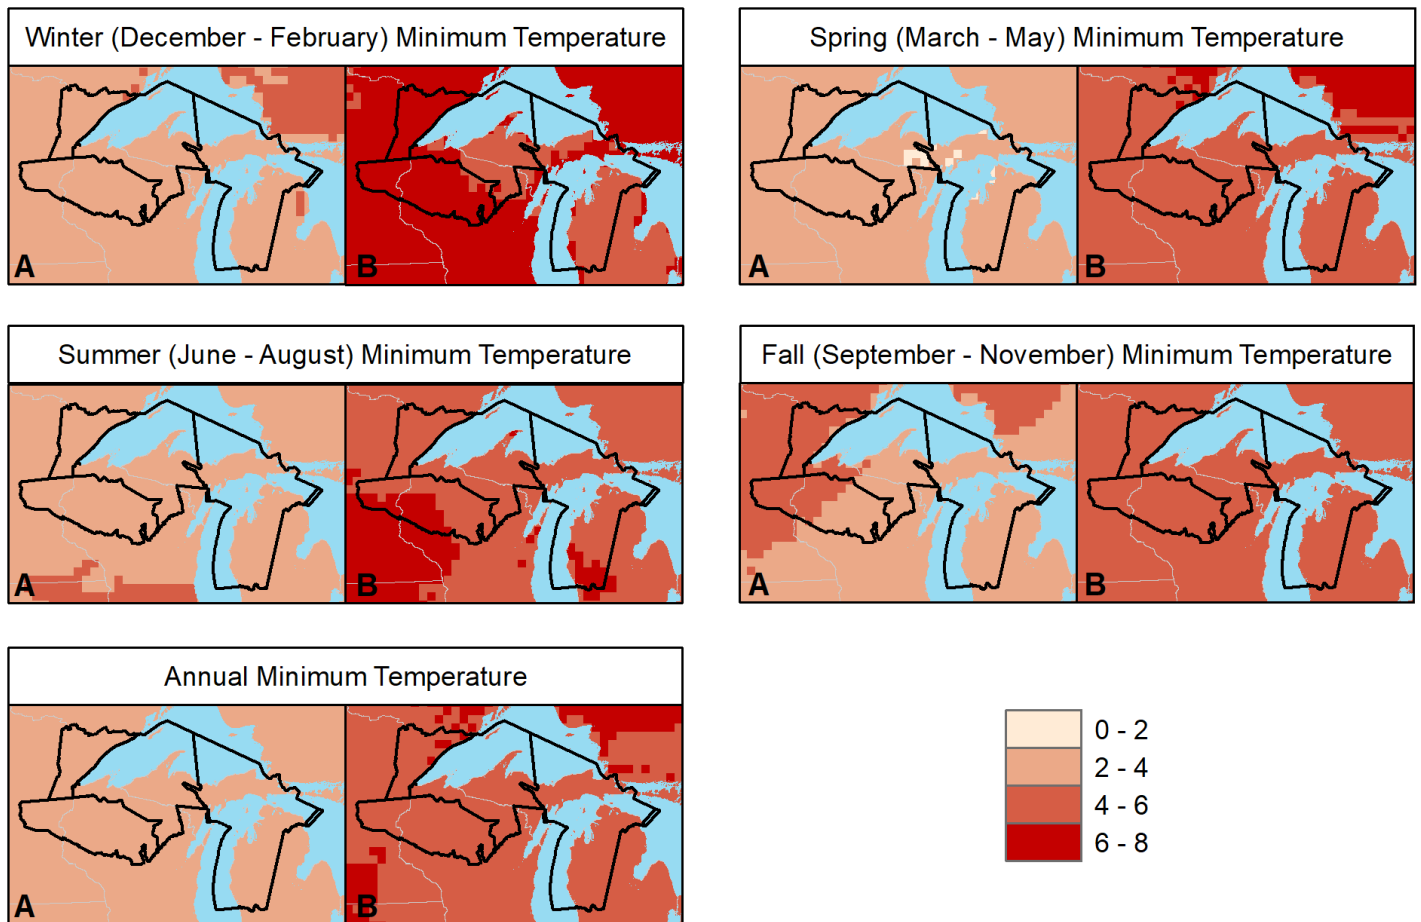 Winter (December - February) Minimum Temperature
A
B
Spring (March - May) Minimum Temperature
A
B
Summer (June - August) Minimum Temperature
A
B
Fall (September - November) Minimum Temperature
A
B
Annual Minimum Temperature
A
B
0 - 2
2 - 4
4 - 6
6 - 8